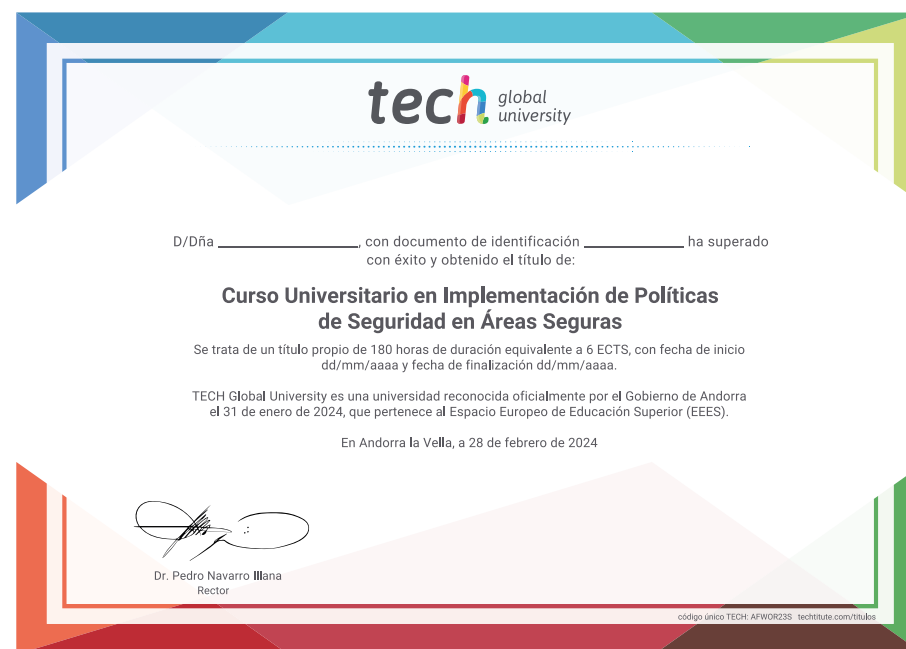 tech global
university
D/Dña ______________, con documento de identificación __________ ha superado
con éxito y obtenido el título de:
Curso Universitario en Implementación de Políticas
de Seguridad en Áreas Seguras
Se trata de un título propio de 180 horas de duración equivalente a 6 ECTS, con fecha de inicio
dd/mm/aaaa y fecha de finalización dd/mm/aaaa.
TECH Global University es una universidad reconocida oficialmente por el Gobierno de Andorra
el 31 de enero de 2024, que pertenece al Espacio Europeo de Educación Superior (EEES).
En Andorra la Vella, a 28 de febrero de 2024
Dr. Pedro Navarro Illana
Rector
código único TECH: AFWOR23S techtitute.com/titulos